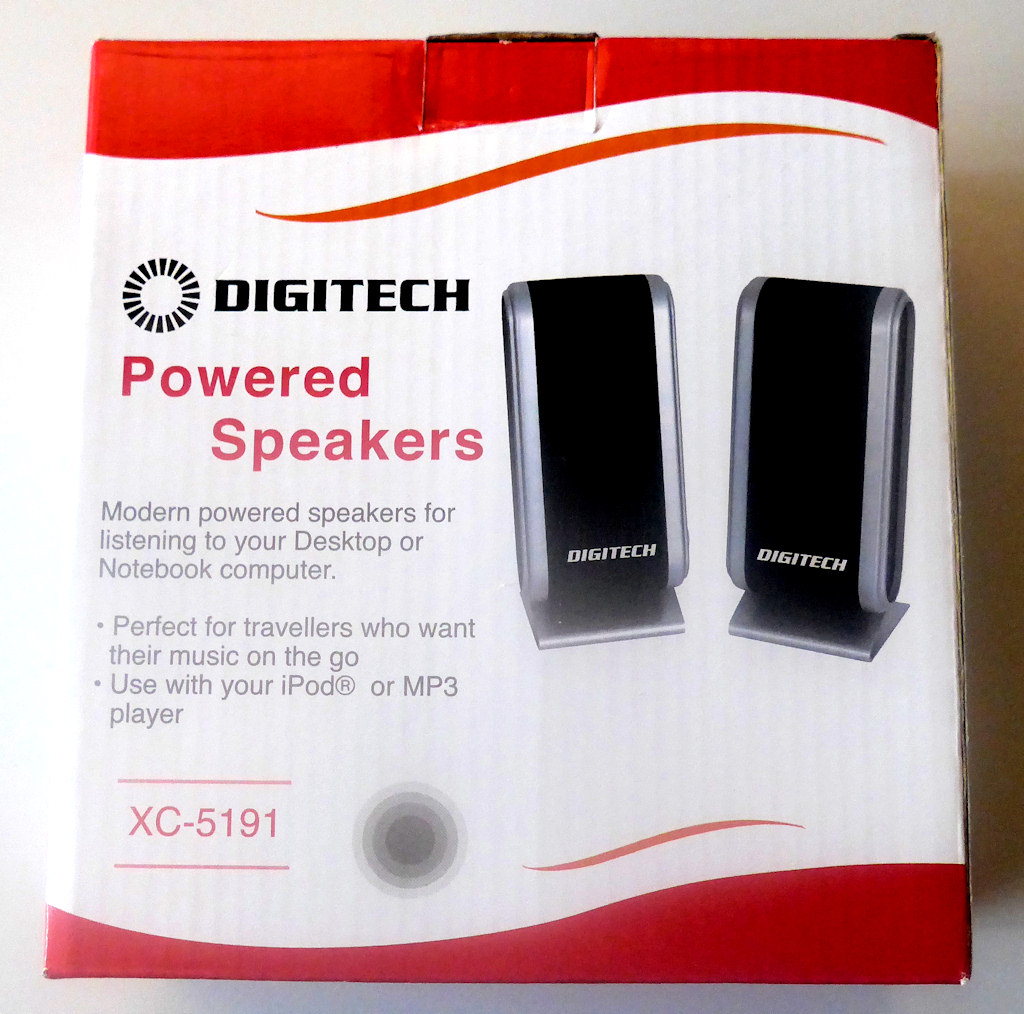 DIGITECH
Powered
Speakers
Modern powered speakers for
listening to your Desktop or
Notebook computer.
• Perfect for travellers who want
their music on the go
• Use with your iPod® or MP3
player
XC-5191
DIGITECH
DIGITECH